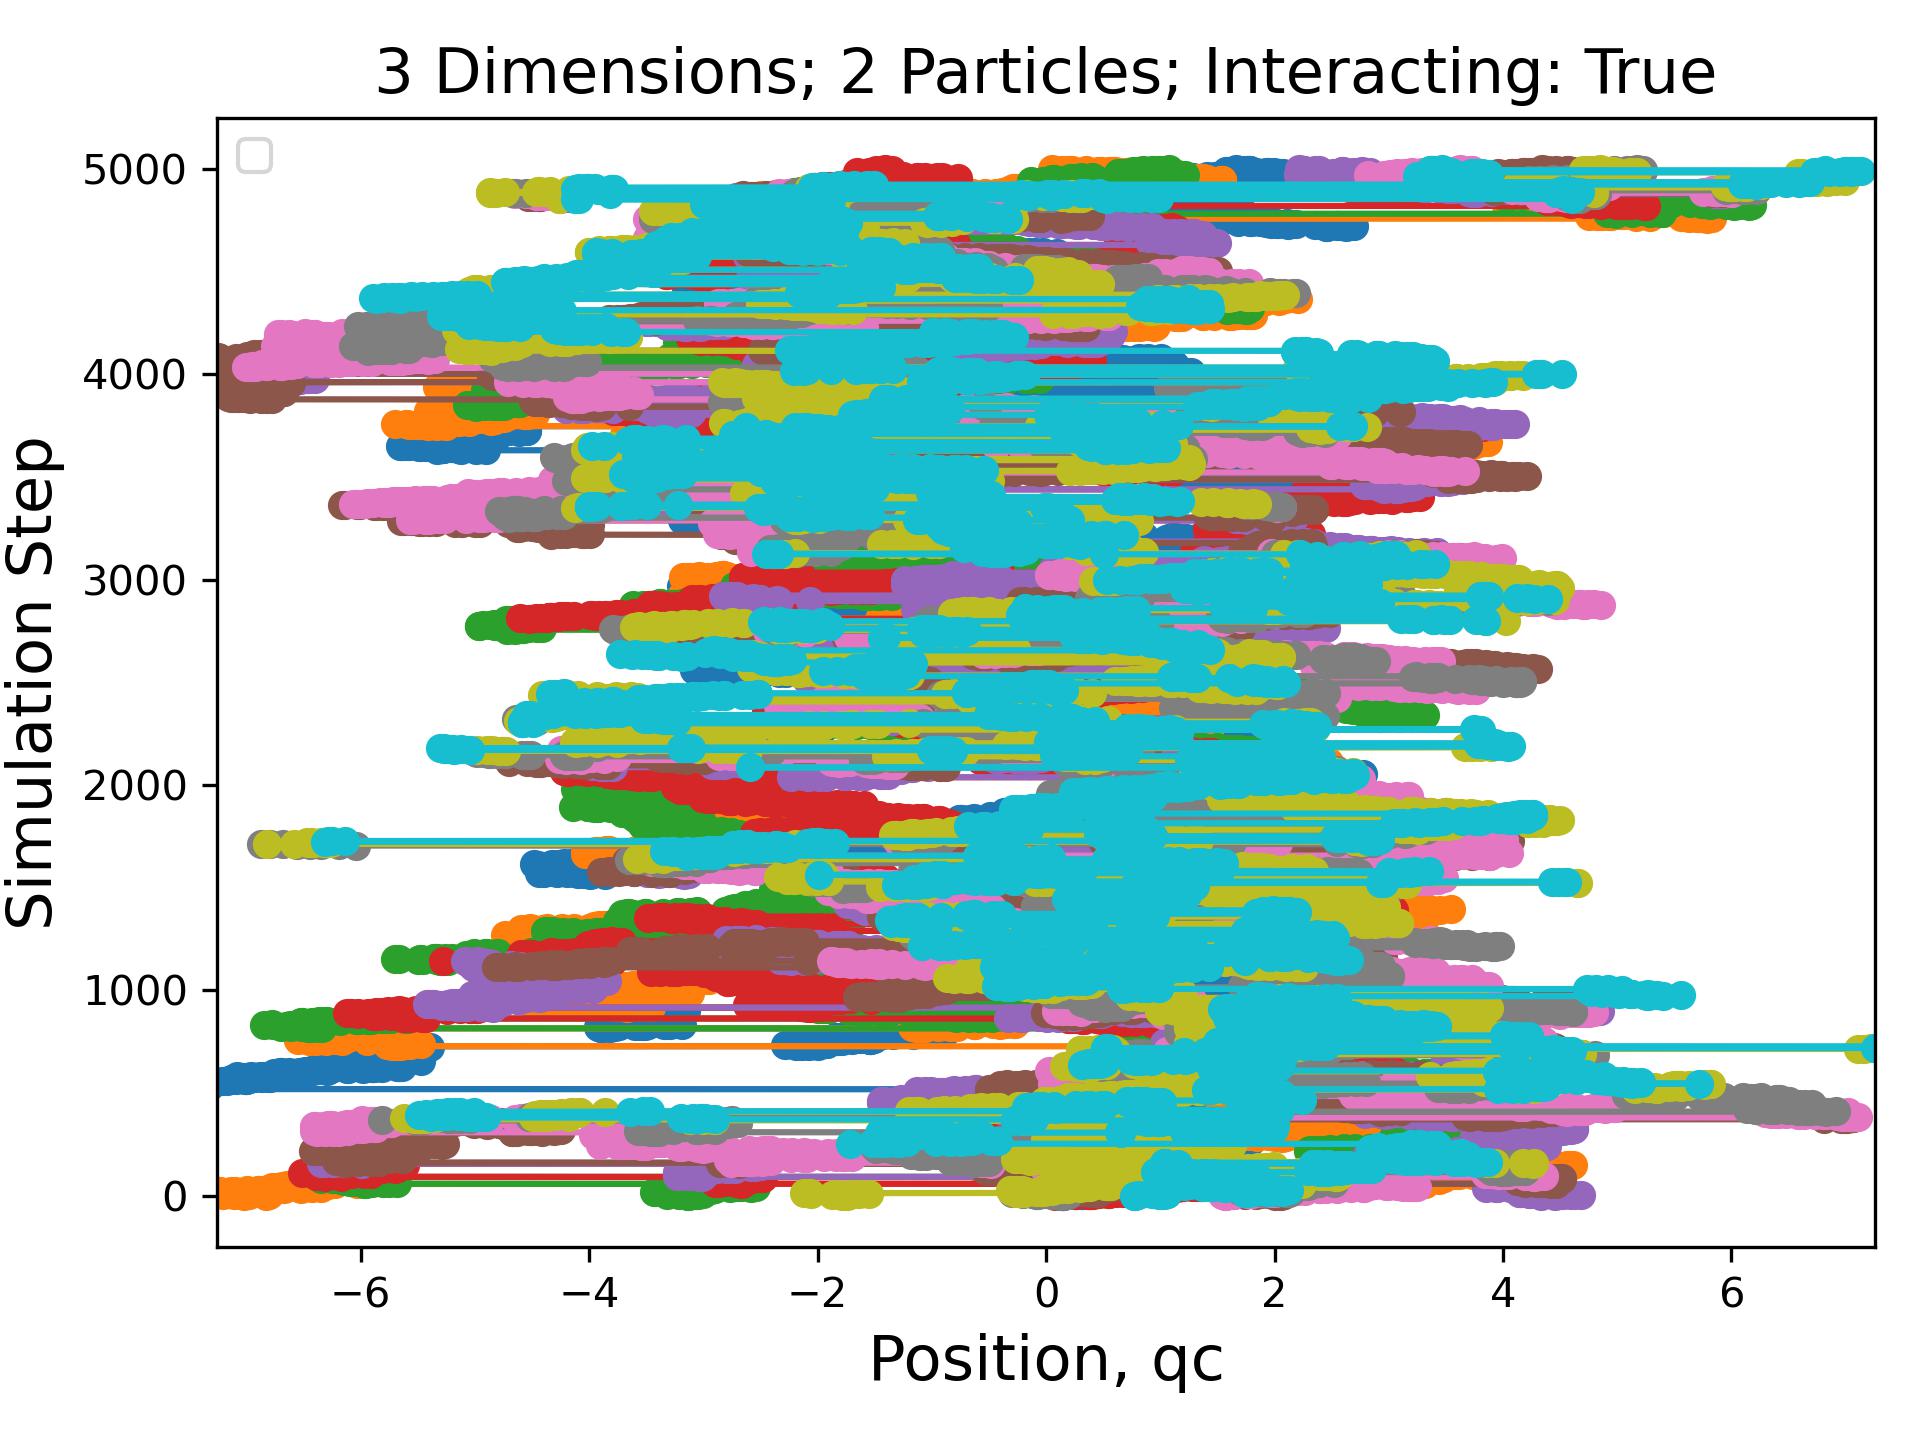 3 Dimensions; 2 Particles; Interacting: True
Simulation Step
5000
4000
3000
2000
1000
0
−6 −4 −2 0 2 4 6
Position, qc